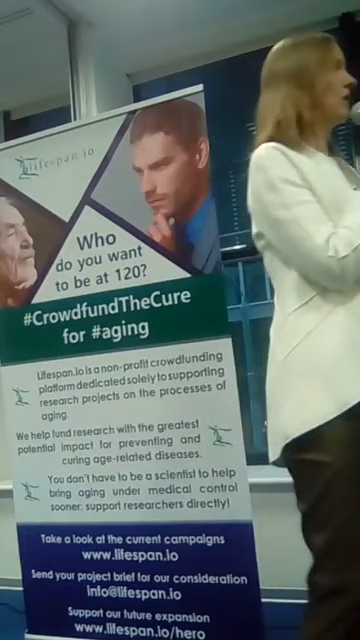 lifespan.io
Who
do you want
to be at 120?
#CrowdfundTheCure
for #aging
Lifespan.io is a non-profit crowdfunding
platform dedicated solely to supporting
research projects on the processes of
aging.
We help fund research with the greatest
potential impact for preventing and
curing age-related diseases.
You don't have to be a scientist to help
bring aging under medical control
sooner: support researchers directly!
Take a look at the current campaigns
www.lifespan.io
Send your project brief for our consideration
info@lifespan.io
Support our future expansion
www.lifespan.io/hero